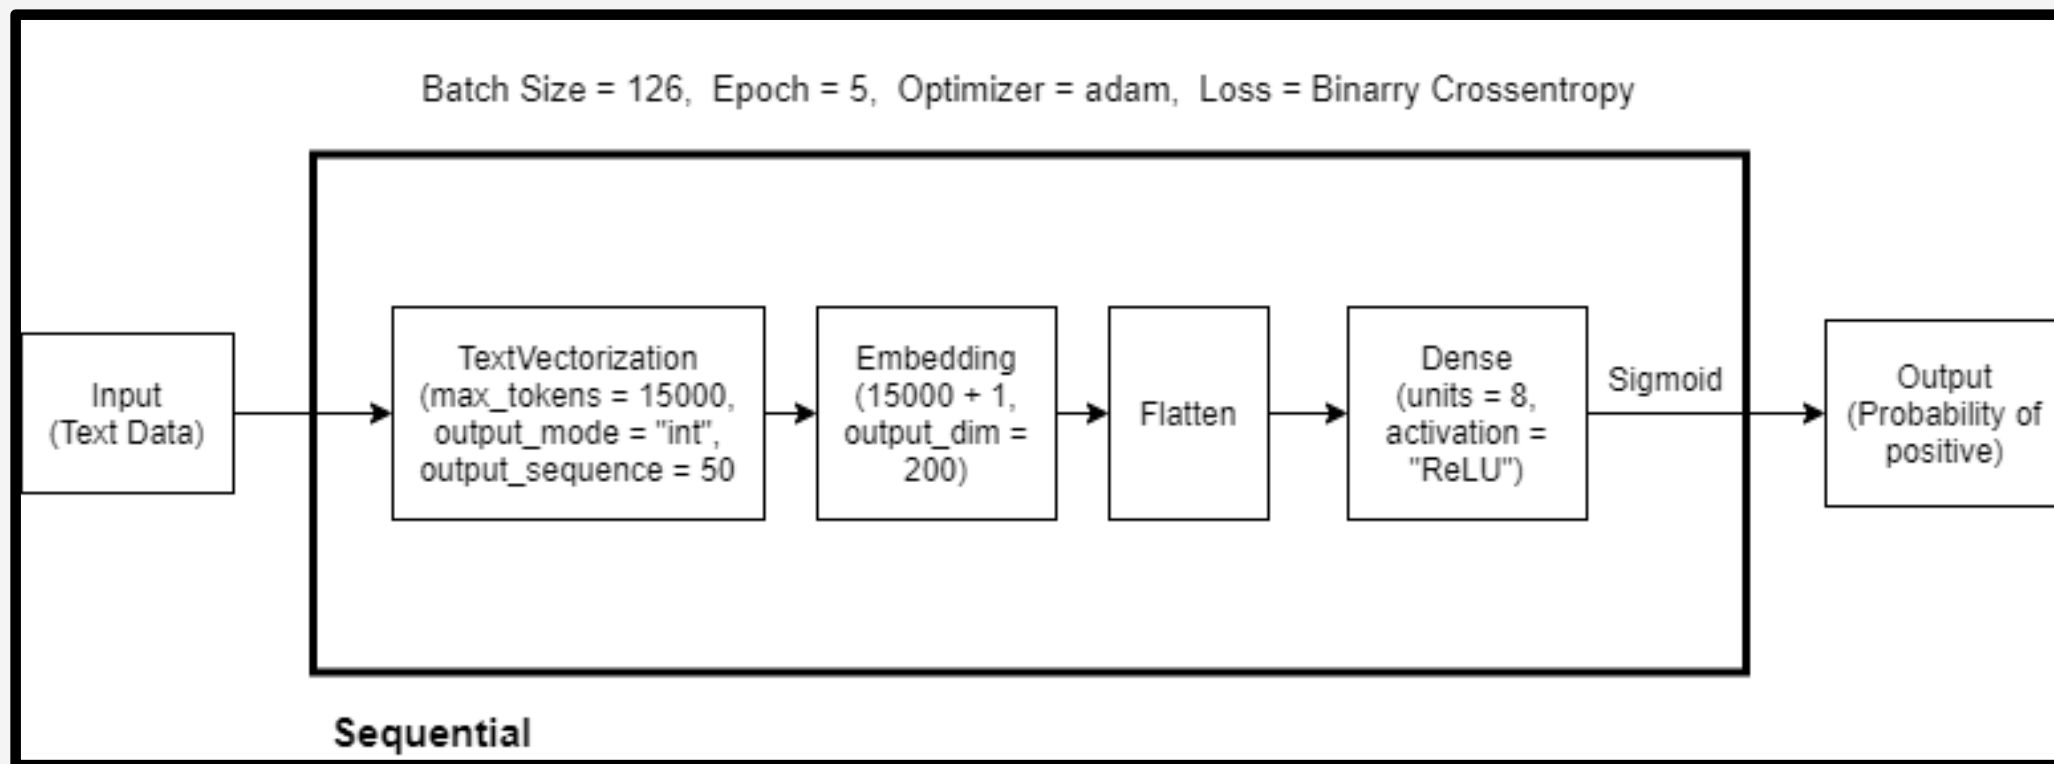 Batch Size = 126, Epoch = 5, Optimizer = adam, Loss = Binarry Crossentropy
Input
(Text Data)
TextVectorization
(max_tokens = 15000,
output_mode = "int",
output_sequence = 50
Embedding
(15000 + 1,
output_dim =
200)
Flatten
Dense
(units = 8,
activation =
"ReLU")
Sigmoid
Output
(Probability of
positive)
Sequential